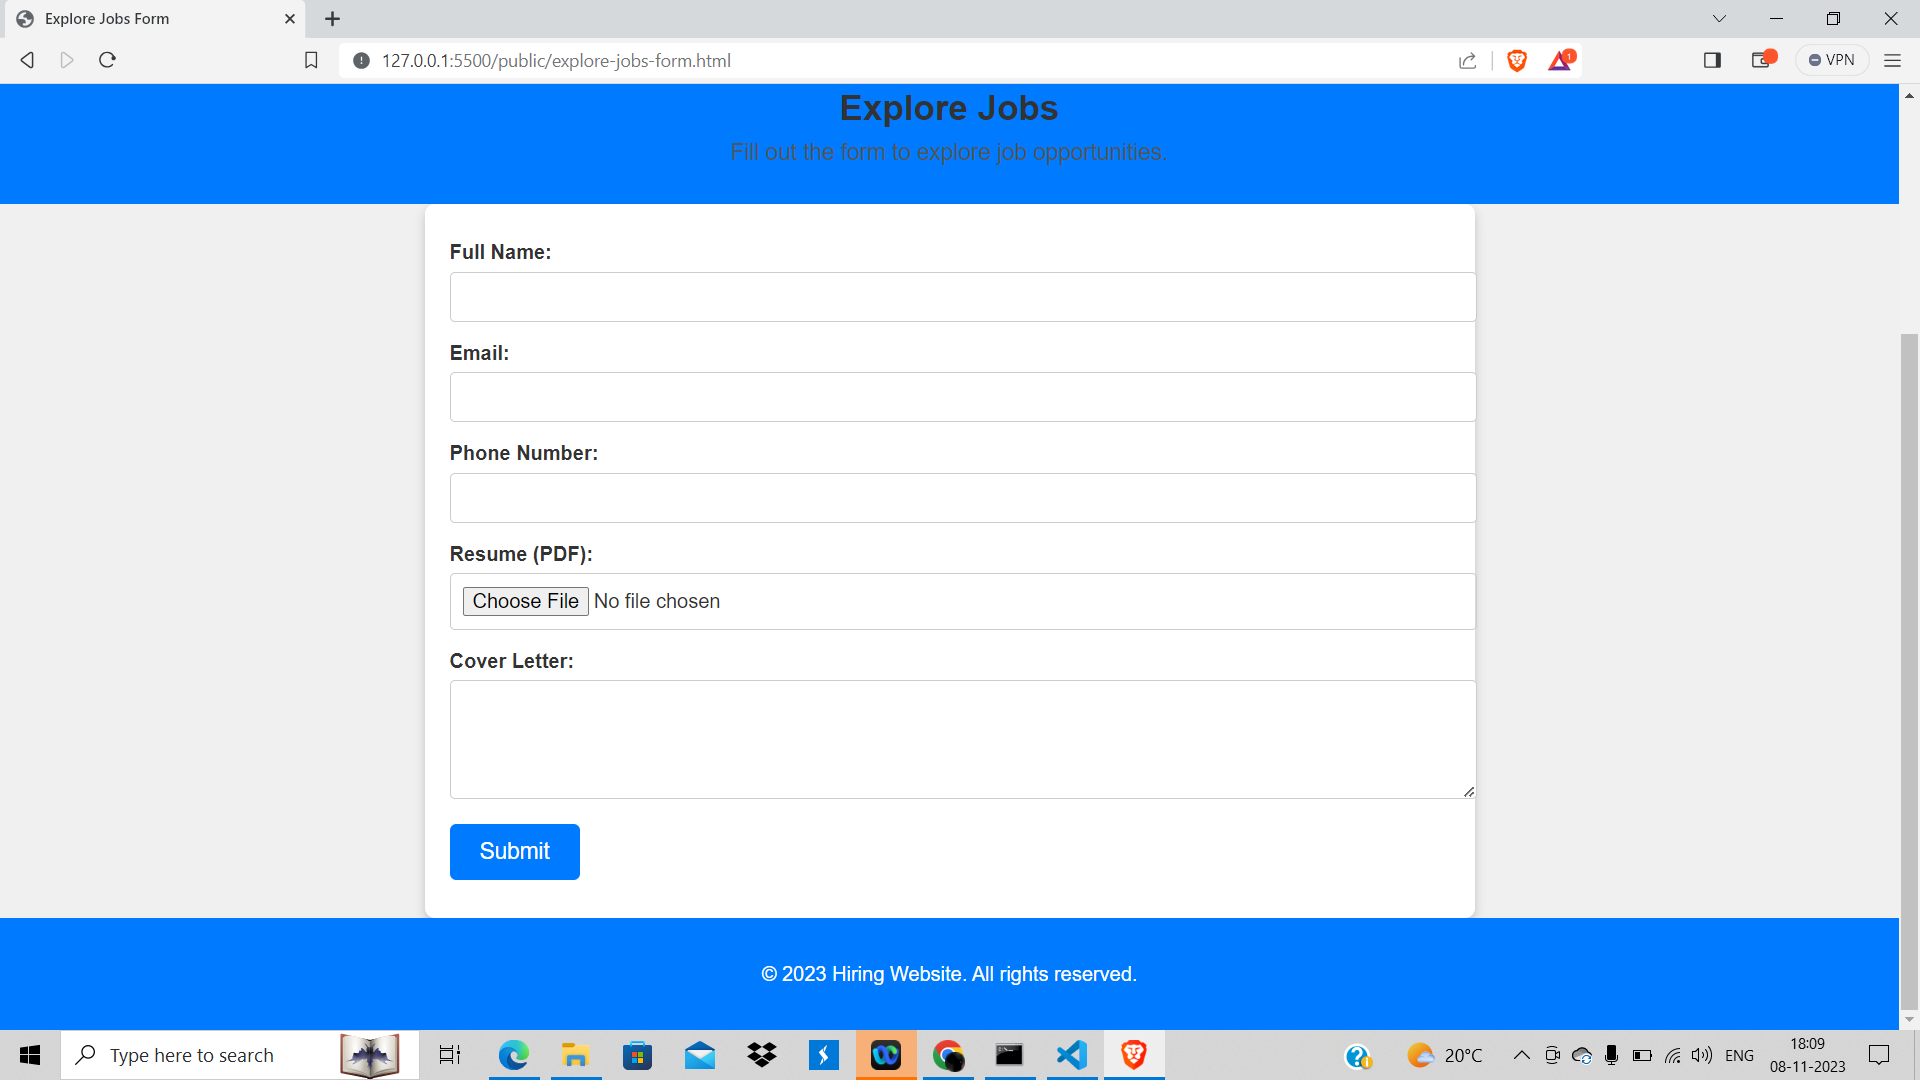 Explore Jobs Form
127.0.0.1:5500/public/explore-jobs-form.html
1
VPN
Explore Jobs
Fill out the form to explore job opportunities.
Full Name:
Email:
Phone Number:
Resume (PDF):
Choose File No file chosen
Cover Letter:
Submit
© 2023 Hiring Website. All rights reserved.
Type here to search
20°C
ENG
18:09
08-11-2023